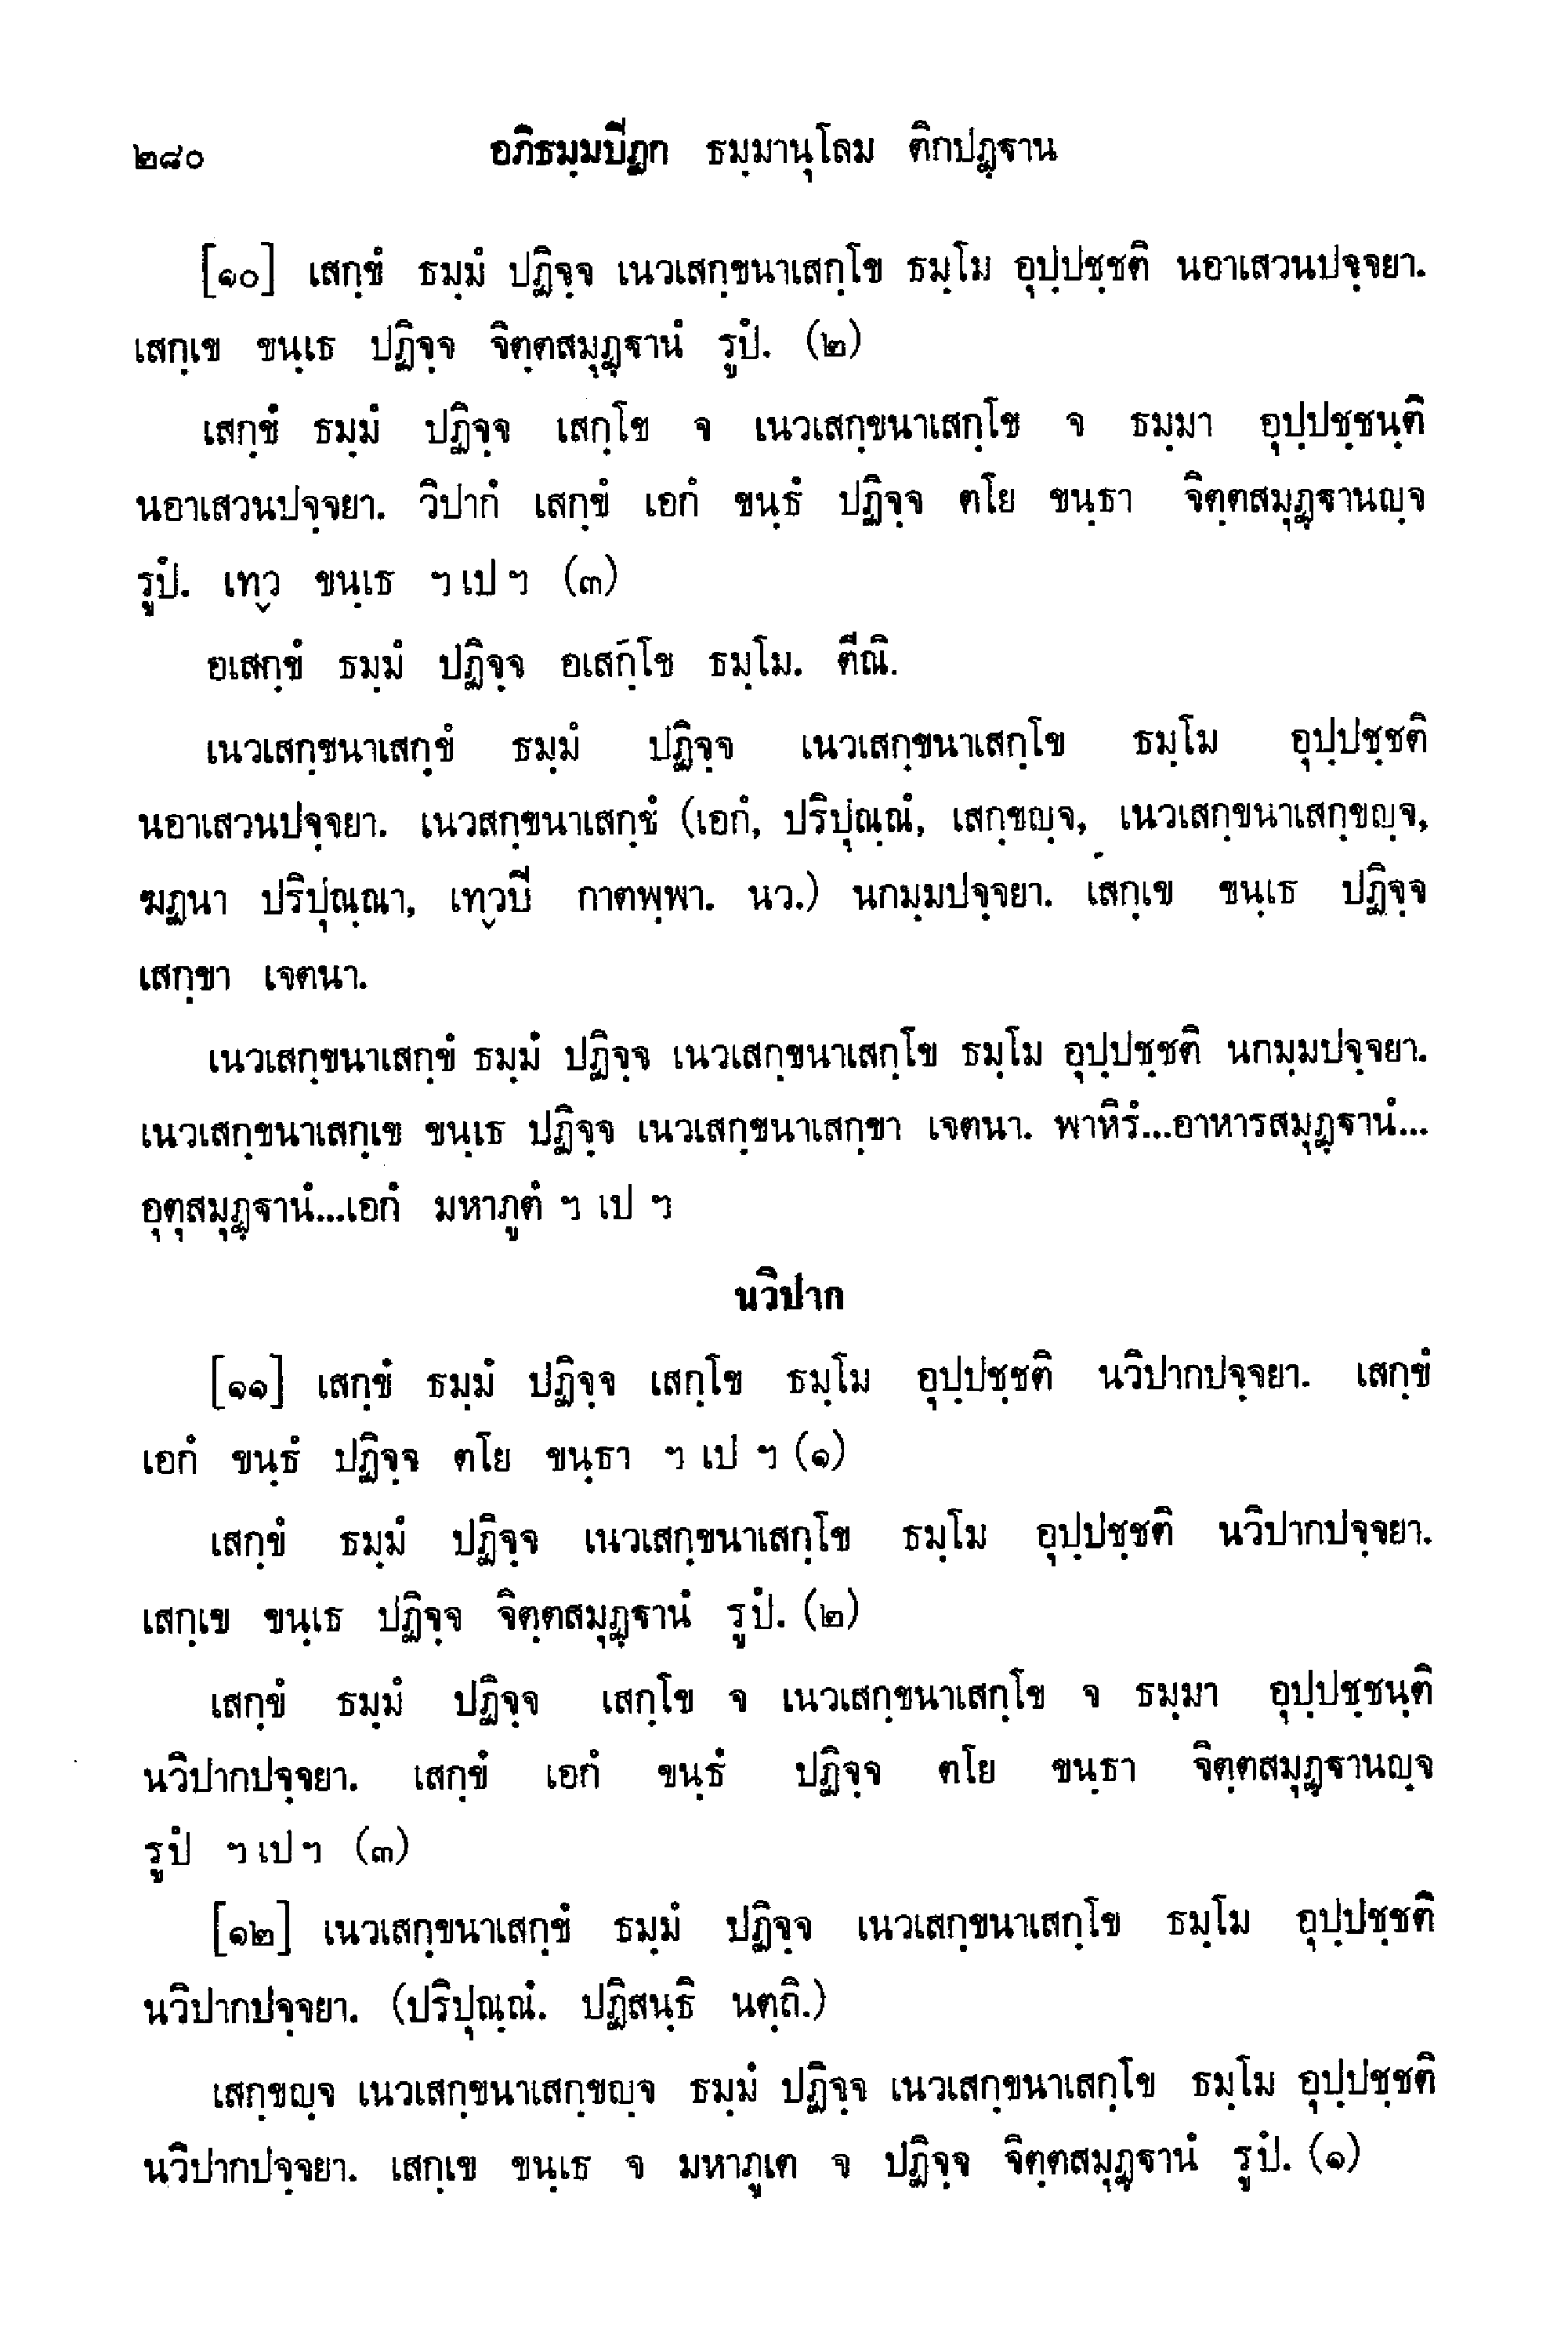 ๒๘๐ อภิธมฺมปีฏก ธมฺมานุโลม ติกปฏฺฐาน
[๑๐] เสกฺขํ ธมฺมํ ปฏิจฺจ เนวเสกฺขนาเสกฺโข ธมฺโม อุปฺปชฺชติ นอาเสวนปจฺจยา.
เสกฺเข ขนฺเธ ปฏิจฺจ จิตฺตสมุฏฺฐานํ รูปํ. (๒)
เสกฺขํ ธมฺมํ ปฏิจฺจ เสกฺโข จ เนวเสกฺขนาเสกฺโข จ ธมฺมา อุปฺปชฺชนฺติ
นอาเสวนปจฺจยา. วิปากํ เสกฺขํ เอกํ ขนฺธํ ปฏิจฺจ ตโย ขนฺธา จิตฺตสมุฏฺฐานญฺจ
รูปํ. เทฺว ขนฺเธ ฯ เป ฯ (๓)
อเสกฺขํ ธมฺมํ ปฏิจฺจ อเสกฺโข ธมฺโม. ตีณิ.
เนวเสกฺขนาเสกฺขํ ธมฺมํ ปฏิจฺจ เนวเสกฺขนาเสกฺโข ธมฺโม อุปฺปชฺชติ
นอาเสวนปจฺจยา. เนวสกฺขนาเสกฺขํ (เอกํ, ปริปุณฺณํ, เสกฺขญฺจ, เนวเสกฺขนาเสกฺขญฺจ,
ฆฏนา ปริปุณฺณา, เทฺวปี กาตพฺพา. นว.) นกมฺมปจฺจยา. เสกฺเข ขนฺเธ ปฏิจฺจ
เสกฺขา เจตนา.
เนวเสกฺขนาเสกฺขํ ธมฺมํ ปฏิจฺจ เนวเสกฺขนาเสกฺโข ธมฺโม อุปฺปชฺชติ นกมฺมปจฺจยา.
เนวเสกฺขนาเสกฺเข ขนฺเธ ปฏิจฺจ เนวเสกฺขนาเสกฺขา เจตนา. พาหิรํ...อาหารสมุฏฺฐานํ...
อุตุสมุฏฺฐานํ...เอกํ มหาภูตํ ฯ เป ฯ
นวิปาก
[๑๑] เสกฺขํ ธมฺมํ ปฏิจฺจ เสกฺโข ธมฺโม อุปฺปชฺชติ นวิปากปจฺจยา. เสกฺขํ
เอกํ ขนฺธํ ปฏิจฺจ ตโย ขนฺธา ฯ เป ฯ (๑)
เสกฺขํ ธมฺมํ ปฏิจฺจ เนวเสกฺขนาเสกฺโข ธมฺโม อุปฺปชฺชติ นวิปากปจฺจยา.
เสกฺเข ขนฺเธ ปฏิจฺจ จิตฺตสมุฏฺฐานํ รูปํ. (๒)
เสกฺขํ ธมฺมํ ปฏิจฺจ เสกฺโข จ เนวเสกฺขนาเสกฺโข จ ธมฺมา อุปฺปชฺชนฺติ
นวิปากปจฺจยา. เสกฺขํ เอกํ ขนฺธํ ปฏิจฺจ ตโย ขนฺธา จิตฺตสมุฏฺฐานญฺจ
รูปํ ฯ เป ฯ (๓)
[๑๒] เนวเสกฺขนาเสกฺขํ ธมฺมํ ปฏิจฺจ เนวเสกฺขนาเสกฺโข ธมฺโม อุปฺปชฺชติ
นวิปากปจฺจยา. (ปริปุณฺณํ. ปฏิสนฺธิ นตฺถิ.)
เสกฺขญฺจ เนวเสกฺขนาเสกฺขญฺจ ธมฺมํ ปฏิจฺจ เนวเสกฺขนาเสกฺโข ธมฺโม อุปฺปชฺชติ
นวิปากปจฺจยา. เสกฺเข ขนฺเธ จ มหาภูเต จ ปฏิจฺจ จิตฺตสมุฏฺฐานํ รูปํ. (๑)